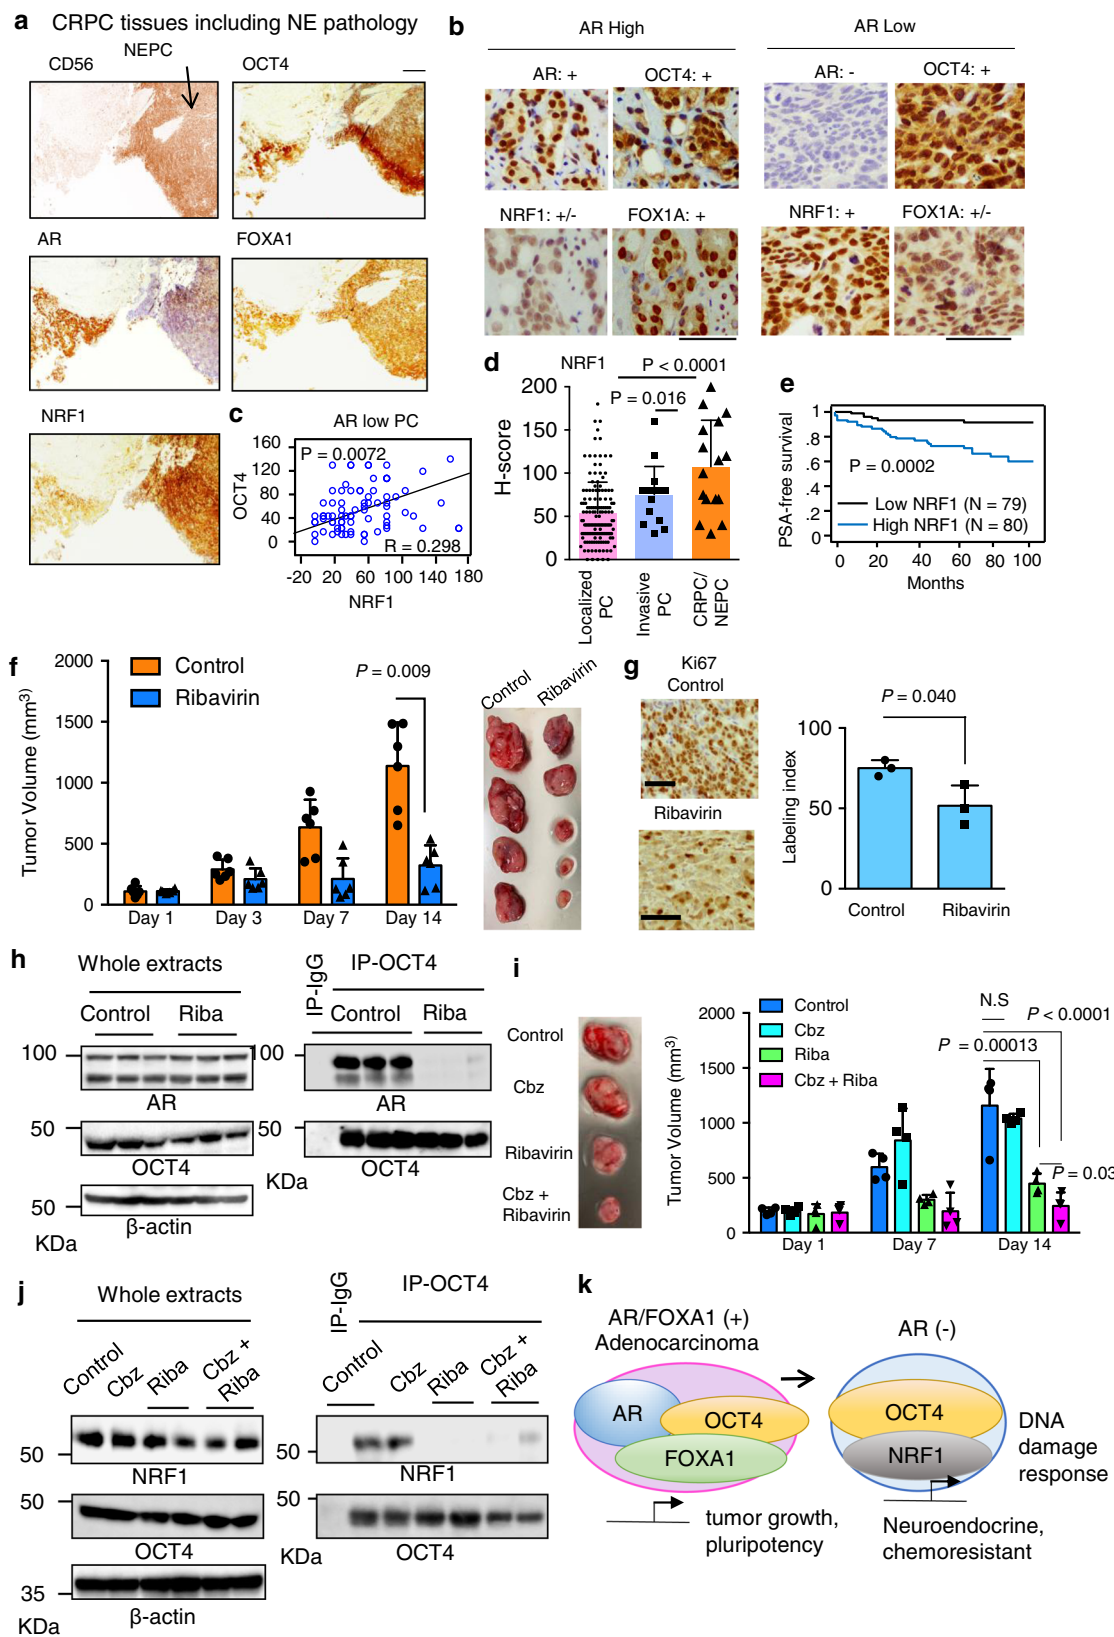 a CRPC tissues including NE pathology
NEPC
CD56
OCT4
AR
FOXA1
NRF1
b
AR High
AR Low
AR: +
OCT4: +
AR: -
OCT4: +
NRF1: +/-
FOX1A: +
NRF1: +
FOX1A: +/-
c
AR low PC
P = 0.0072
R = 0.298
OCT4
160
120
80
40
0
-20 20 60 100 140 180
NRF1
d
NRF1
P < 0.0001
P = 0.016
H-score
200
150
100
50
0
Localized PC
Invasive PC
CRPC/ NEPC
e
PSA-free survival
1
.8
.6
.4
.2
0
P = 0.0002
Low NRF1 (N = 79)
High NRF1 (N = 80)
0 20 40 60 80 100
Months
f
Tumor Volume (mm3)
2000
1500
1000
500
0
Control
Ribavirin
P = 0.009
Day 1 Day 3 Day 7 Day 14
Control Ribavirin
g
Ki67
Control
Ribavirin
P = 0.040
Labeling index
100
50
0
Control Ribavirin
h
Whole extracts
Control Riba
100
AR
50
OCT4
50
β-actin
KDa
IP-IgG
IP-OCT4
Control Riba
100
AR
50
OCT4
KDa
i
Control
Cbz
Ribavirin
Cbz +
Ribavirin
Tumor Volume (mm3)
2000
1500
1000
500
0
Control
Cbz
Riba
Cbz + Riba
N.S
P < 0.0001
P = 0.00013
P = 0.03
Day 1 Day 7 Day 14
j
Whole extracts
Control Cbz Riba Cbz + Riba
50
NRF1
50
OCT4
35
β-actin
KDa
IP-IgG
IP-OCT4
Control Cbz Riba Cbz + Riba
50
NRF1
50
OCT4
KDa
k
AR/FOXA1 (+)
Adenocarcinoma
AR (-)
AR
OCT4
FOXA1
OCT4
NRF1
DNA
damage
response
tumor growth,
pluripotency
Neuroendocrine,
chemoresistant